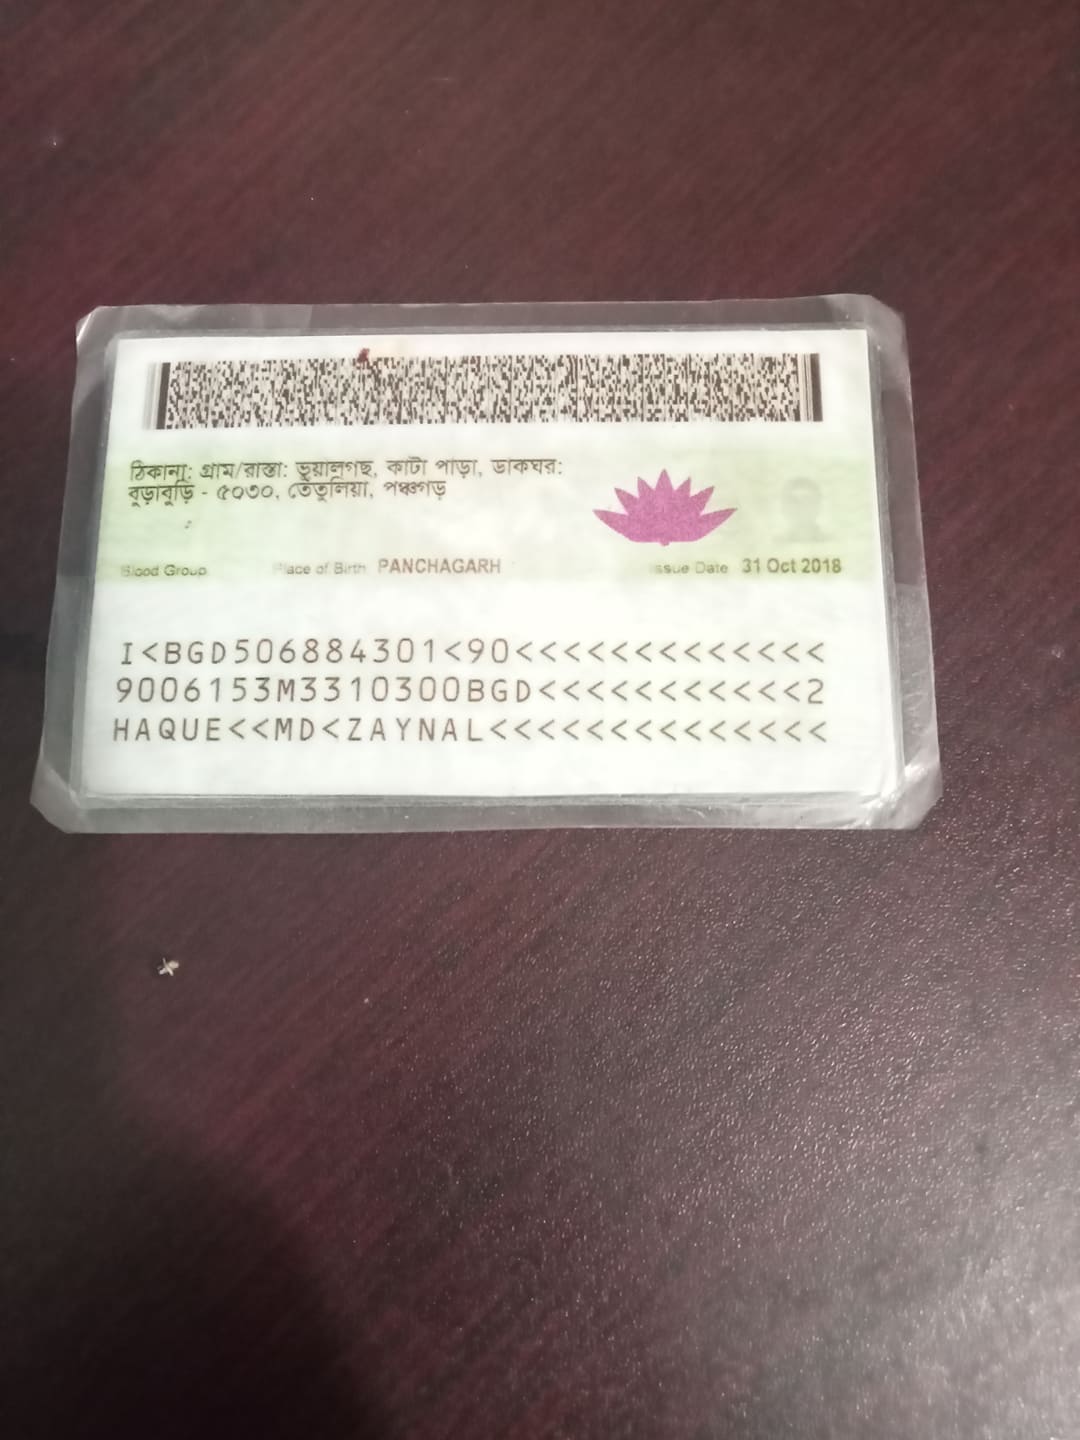 ঠিকানা: গ্রাম/রাস্তা: ভুয়ালগছ, কাটা পাড়া, ডাকঘর:
বুড়াবুড়ি - ৫০৩০, তেতুলিয়া, পঞ্চগড়
Blood Group Place of Birth PANCHAGARH Issue Date 31 Oct 2018
I<BGD506884301<90<<<<<<<<<<<<<
9006153M3310300BGD<<<<<<<<<<<2
HAQUE<<MD<ZAYNAL<<<<<<<<<<<<<<